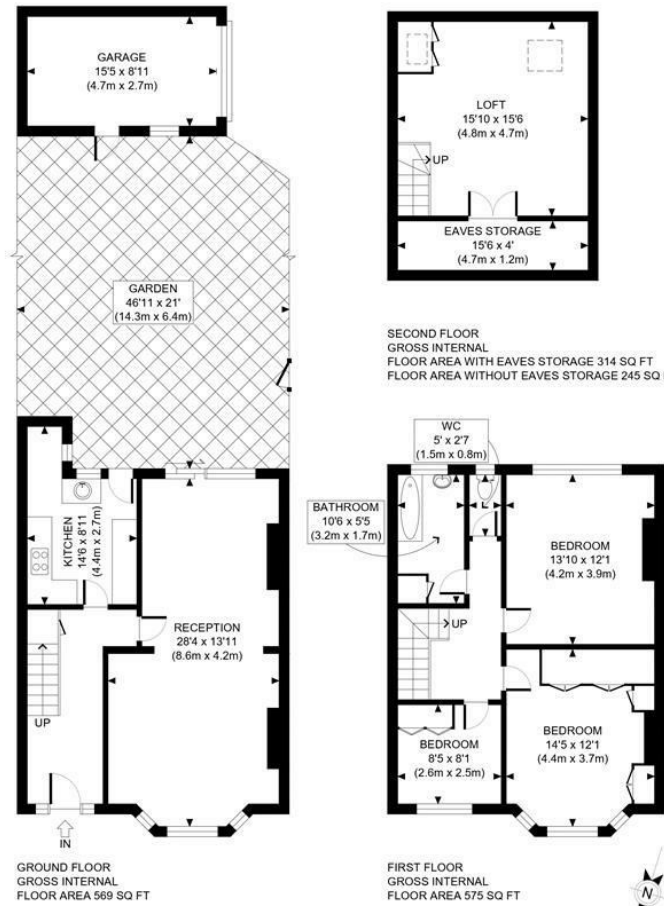 GARAGE
15'5 x 8'11
(4.7m x 2.7m)
LOFT
15'10 x 15'6
(4.8m x 4.7m)
UP
EAVES STORAGE
15'6 x 4'
(4.7m x 1.2m)
GARDEN
46'11 x 21'
(14.3m x 6.4m)
SECOND FLOOR
GROSS INTERNAL
FLOOR AREA WITH EAVES STORAGE 314 SQ FT
FLOOR AREA WITHOUT EAVES STORAGE 245 SQ
KITCHEN
14'6 x 8'11
(4.4m x 2.7m)
RECEPTION
28'4 x 13'11
(8.6m x 4.2m)
UP
IN
GROUND FLOOR
GROSS INTERNAL
FLOOR AREA 569 SQ FT
WC
5' x 2'7
(1.5m x 0.8m)
BATHROOM
10'6 x 5'5
(3.2m x 1.7m)
BEDROOM
13'10 x 12'1
(4.2m x 3.9m)
UP
BEDROOM
8'5 x 8'1
(2.6m x 2.5m)
BEDROOM
14'5 x 12'1
(4.4m x 3.7m)
FIRST FLOOR
GROSS INTERNAL
FLOOR AREA 575 SQ FT
N